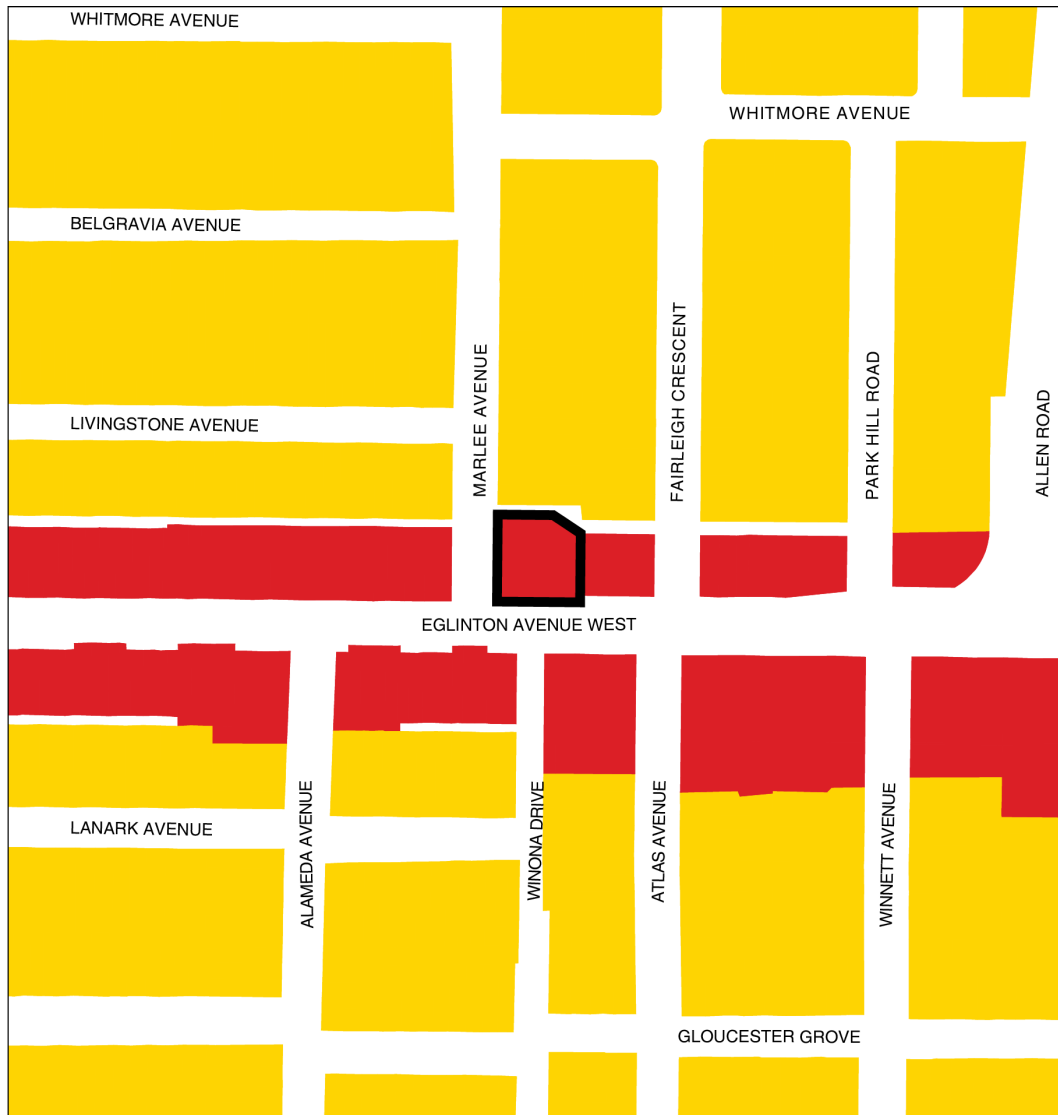 WHITMORE AVENUE
WHITMORE AVENUE
BELGRAVIA AVENUE
LIVINGSTONE AVENUE
MARLEE AVENUE
FAIRLEIGH CRESCENT
PARK HILL ROAD
ALLEN ROAD
EGLINTON AVENUE WEST
LANARK AVENUE
ALAMEDA AVENUE
WINONA DRIVE
ATLAS AVENUE
WINNETT AVENUE
GLOUCESTER GROVE